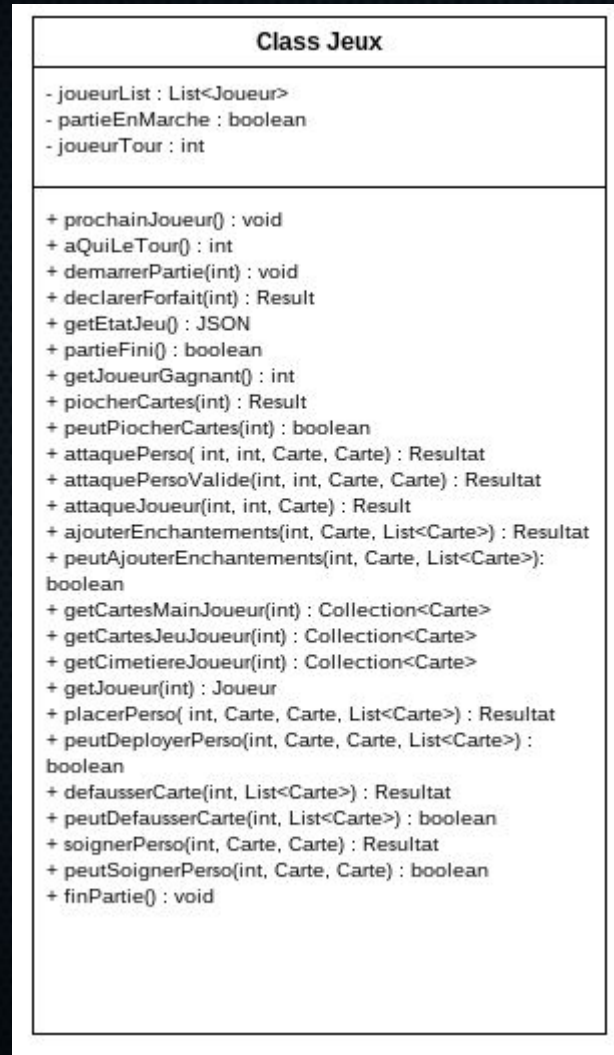 Class Jeux
- joueurList : List<Joueur>
- partieEnMarche : boolean
- joueurTour : int
+ prochainJoueur() : void
+ aQuiLeTour() : int
+ demarrerPartie(int) : void
+ declarerForfait(int) : Result
+ getEtatJeu() : JSON
+ partieFini() : boolean
+ getJoueurGagnant() : int
+ piocherCartes(int) : Result
+ peutPiocherCartes(int) : boolean
+ attaquePerso( int, int, Carte, Carte) : Resultat
+ attaquePersoValide(int, int, Carte, Carte) : Resultat
+ attaqueJoueur(int, int, Carte) : Result
+ ajouterEnchantements(int, Carte, List<Carte>) : Resultat
+ peutAjouterEnchantements(int, Carte, List<Carte>):
boolean
+ getCartesMainJoueur(int) : Collection<Carte>
+ getCartesJeuJoueur(int) : Collection<Carte>
+ getCimetiereJoueur(int) : Collection<Carte>
+ getJoueur(int) : Joueur
+ placerPerso( int, Carte, Carte, List<Carte>) : Resultat
+ peutDeployerPerso(int, Carte, Carte, List<Carte>) :
boolean
+ defausserCarte(int, List<Carte>) : Resultat
+ peutDefausserCarte(int, List<Carte>) : boolean
+ soignerPerso(int, Carte, Carte) : Resultat
+ peutSoignerPerso(int, Carte, Carte) : boolean
+ finPartie() : void